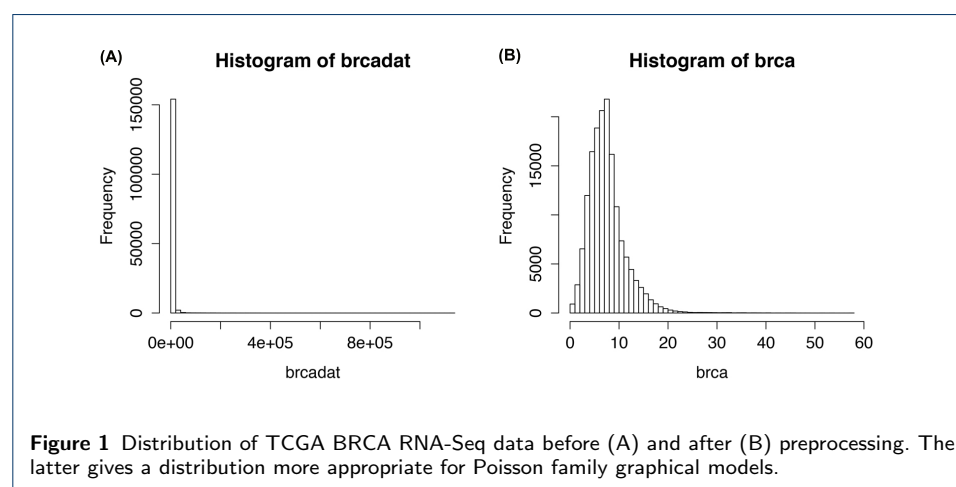 (A)
Histogram of brcadat
Frequency
150000
100000
50000
0
0e+00 4e+05 8e+05
brcadat
(B)
Histogram of brca
Frequency
15000
5000
0
0 10 20 30 40 50 60
brca
Figure 1 Distribution of TCGA BRCA RNA-Seq data before (A) and after (B) preprocessing. The
latter gives a distribution more appropriate for Poisson family graphical models.